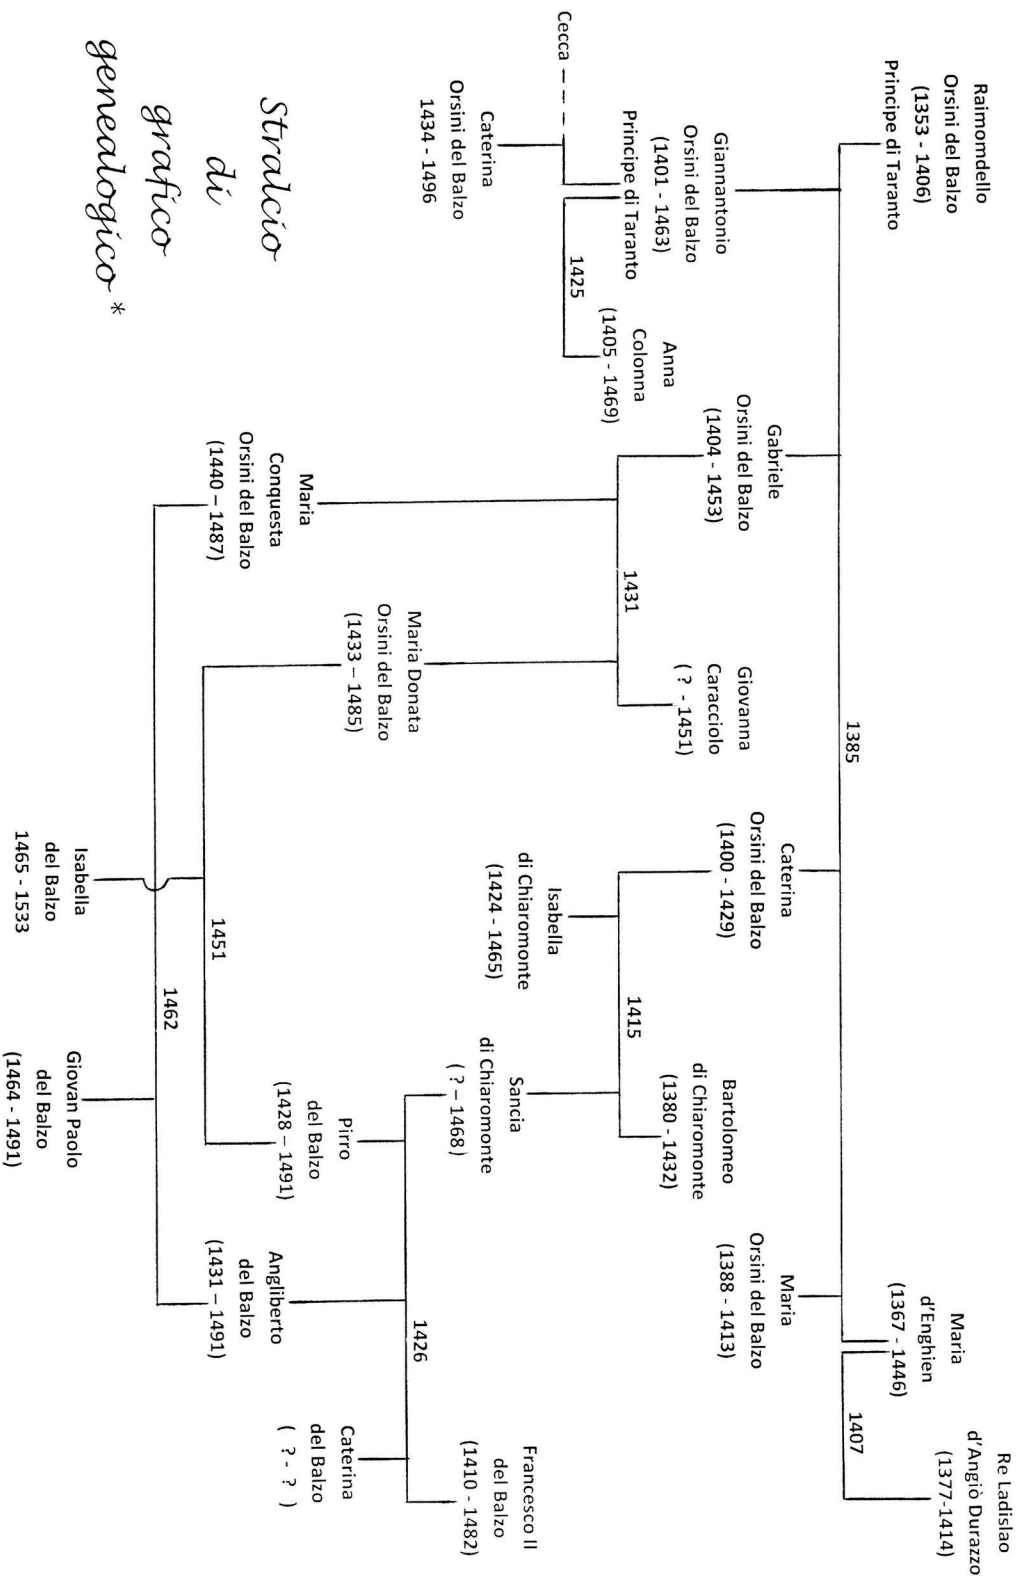 Raimomdello
Orsini del Balzo
(1353 - 1406)
Principe di Taranto
1385
Maria
d'Enghien
(1367 - 1446)
1407
Re Ladislao
d'Angiò Durazzo
(1377-1414)
Giannantonio
Orsini del Balzo
(1401 - 1463)
Principe di Taranto
Gabriele
Orsini del Balzo
(1404 - 1453)
Giovanna
Caracciolo
( ? - 1451)
Caterina
Orsini del Balzo
(1400 - 1429)
Bartolomeo
di Chiaromonte
(1380 - 1432)
Maria
Orsini del Balzo
(1388 - 1413)
Cecca
1425
Anna
Colonna
(1405 - 1469)
1431
1415
Caterina
Orsini del Balzo
1434 - 1496
Isabella
di Chiaromonte
(1424 - 1465)
Sancia
di Chiaromonte
( ? – 1468)
Francesco II
del Balzo
(1410 - 1482)
1426
Maria Donata
Orsini del Balzo
(1433 – 1485)
Pirro
del Balzo
(1428 – 1491)
Caterina
del Balzo
( ? - ? )
Maria
Conquesta
Orsini del Balzo
(1440 – 1487)
1451
Angliberto
del Balzo
(1431 – 1491)
1462
Isabella
del Balzo
1465 - 1533
Giovan Paolo
del Balzo
(1464 - 1491)
Stralcio
di
grafico
genealogico*